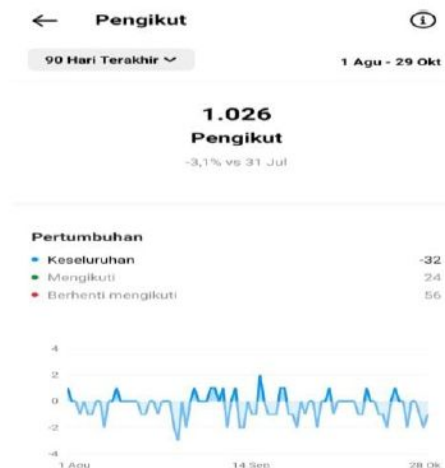 Pengikut
90 Hari Terakhir
1 Agu - 29 Okt
1.026
Pengikut
-3,1% vs 31 Jul
Pertumbuhan
Keseluruhan -32
Mengikuti 24
Berhenti mengikuti 56
4
2
0
-2
-4
1 Agu 14 Sep 28 Ok